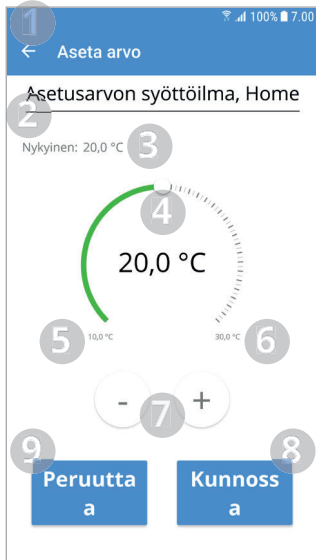 1
100% 7.00
← Aseta arvo
Asetusarvon syöttöilma, Home
2
Nykyinen: 20,0 °C 3
4
20,0 °C
5 10,0 °C 30,0 °C 6
- 7 +
9 8
Peruutta Kunnoss
a a